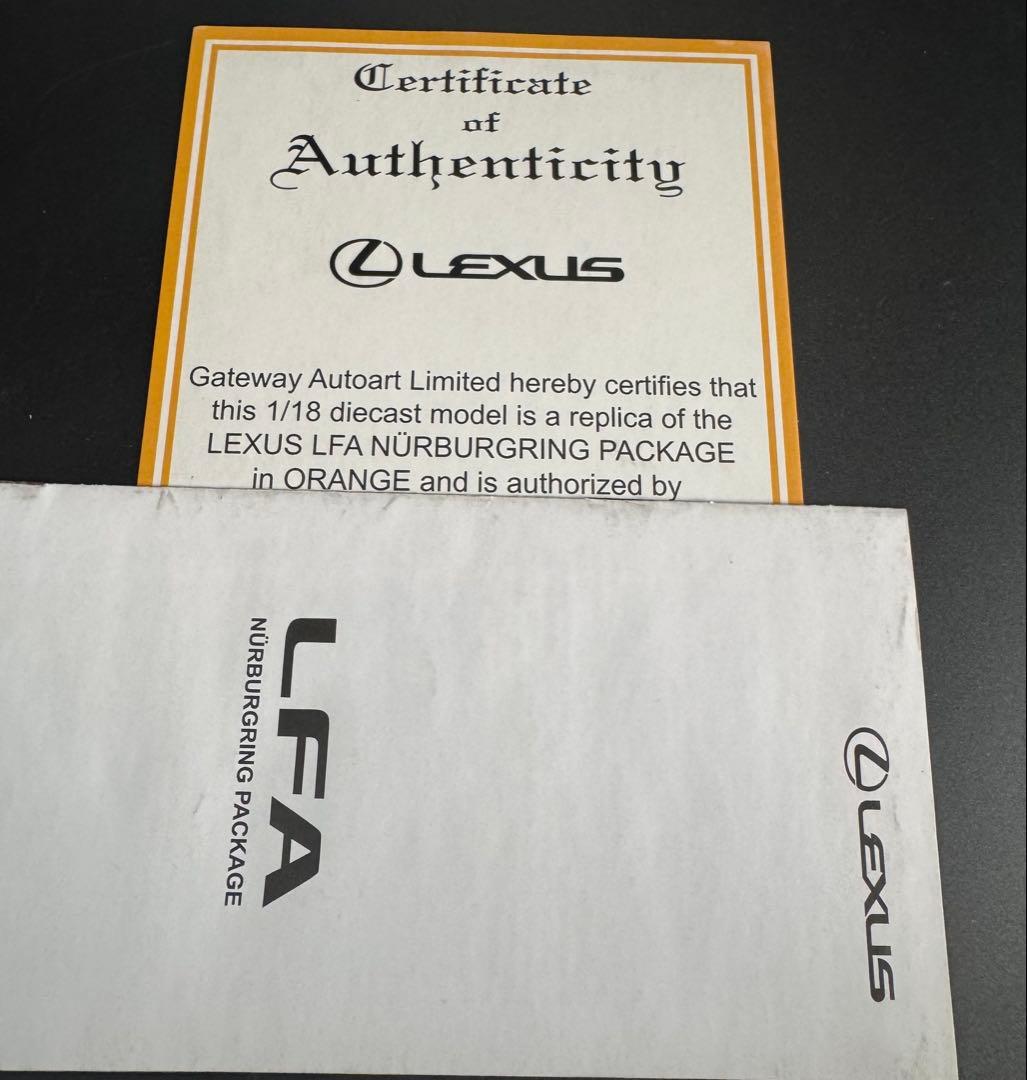 Certificate
of
Authenticity
LEXUS
Gateway Autoart Limited hereby certifies that
this 1/18 diecast model is a replica of the
LEXUS LFA NÜRBURGRING PACKAGE
in ORANGE and is authorized by
LFA
NÜRBURGRING PACKAGE
LEXUS